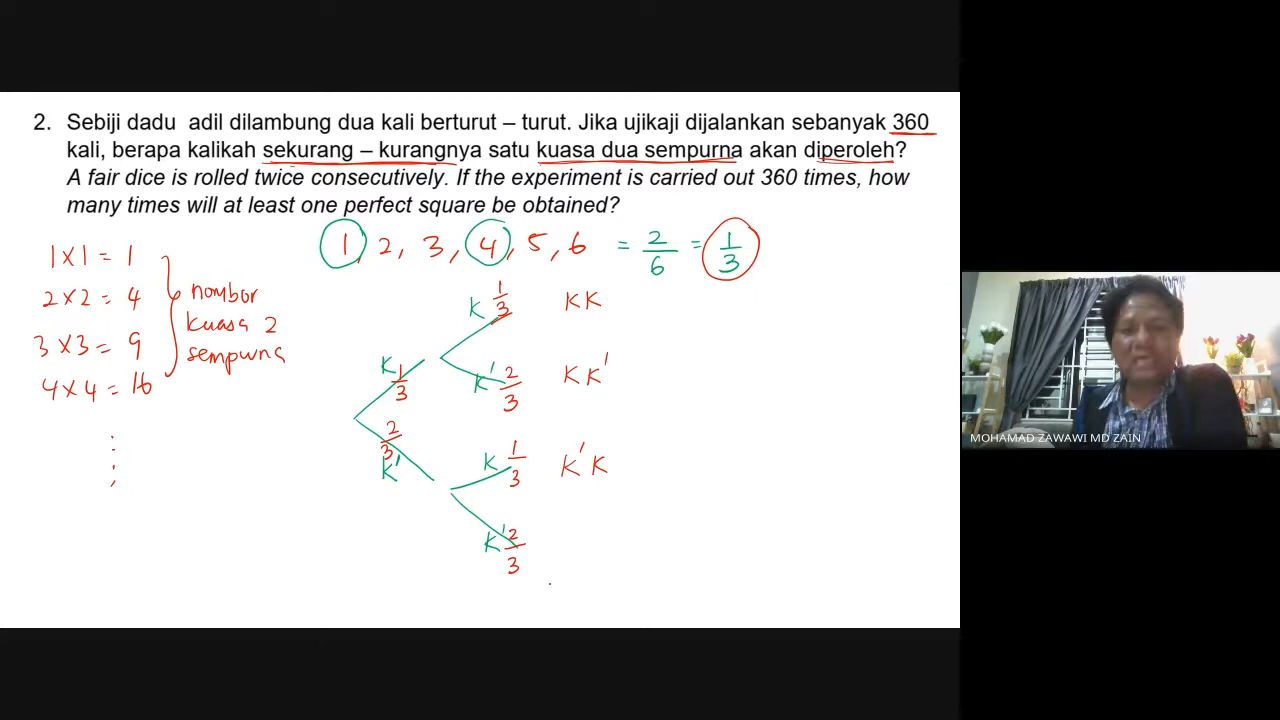 2. Sebiji dadu adil dilambung dua kali berturut – turut. Jika ujikaji dijalankan sebanyak 360
kali, berapa kalikah sekurang – kurangnya satu kuasa dua sempurna akan diperoleh?
A fair dice is rolled twice consecutively. If the experiment is carried out 360 times, how
many times will at least one perfect square be obtained?
1, 2, 3, 4, 5, 6 = 2/6 = 1/3
1 x 1 = 1
2 x 2 = 4
3 x 3 = 9
4 x 4 = 16
nombor
kuasa 2
sempurna
K 1/3 KK
K 1/3
K' 2/3 KK'
2/3
K'
K 1/3 K'K
K' 2/3
MOHAMAD ZAWAWI MD ZAIN